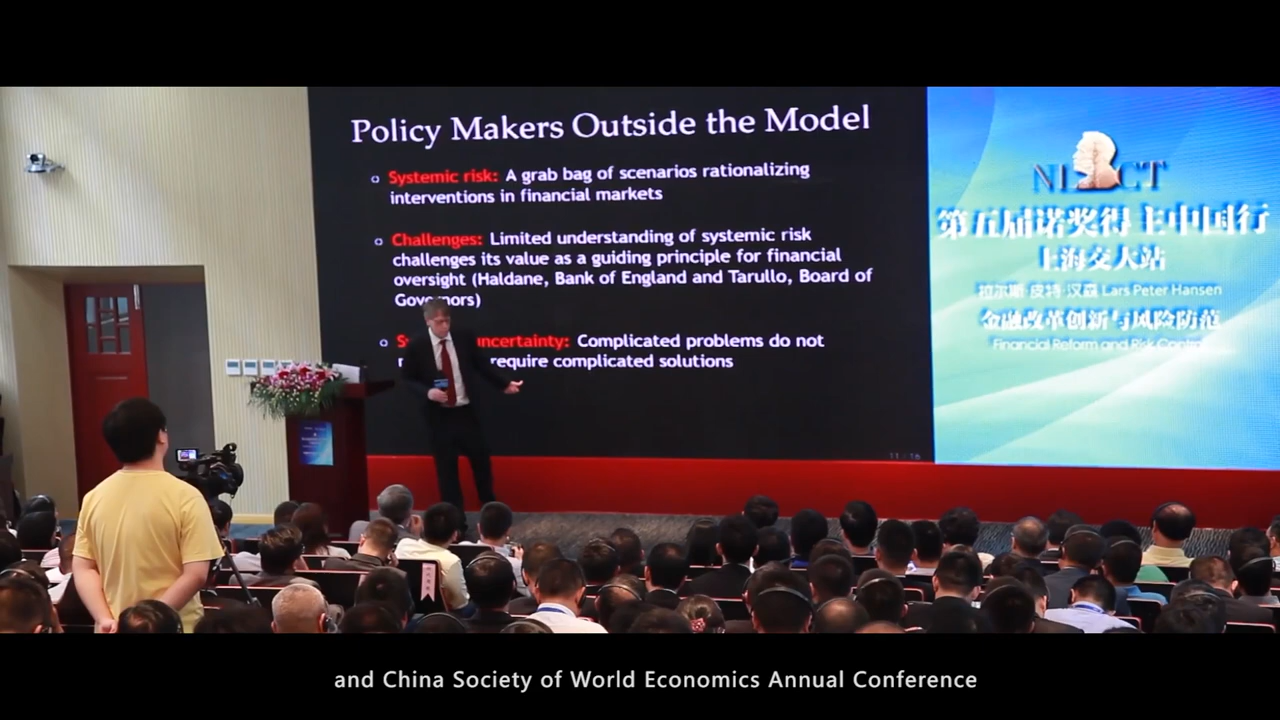 Policy Makers Outside the Model
Systemic risk: A grab bag of scenarios rationalizing
interventions in financial markets
Challenges: Limited understanding of systemic risk
challenges its value as a guiding principle for financial
oversight (Haldane, Bank of England and Tarullo, Board of
Governors)
uncertainty: Complicated problems do not
require complicated solutions
11 / 16
第五届诺奖得主中国行
上海交大站
拉尔斯·皮特·汉森 Lars Peter Hansen
金融改革创新与风险防范
Financial Reform and Risk
and China Society of World Economics Annual Conference